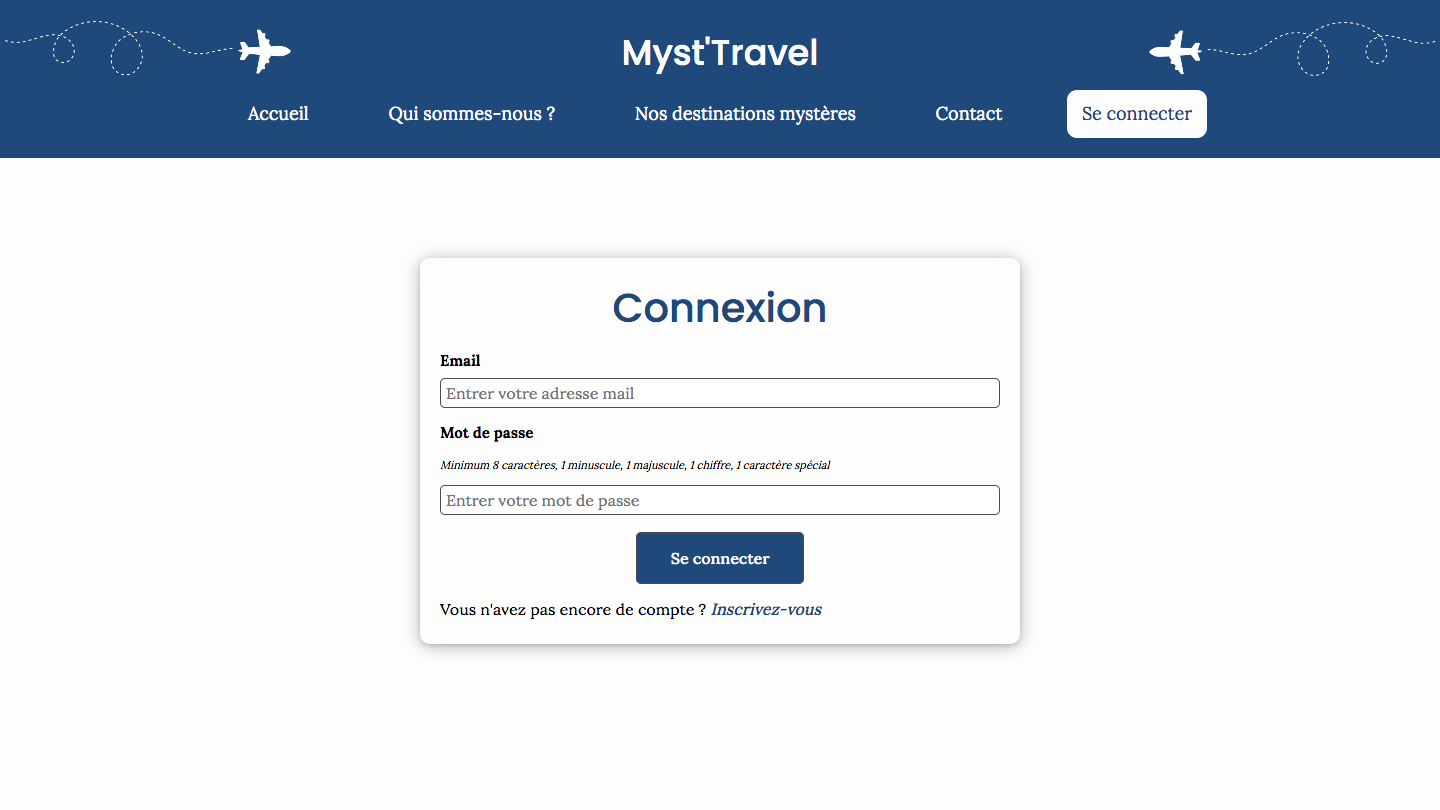 Myst'Travel
Accueil
Qui sommes-nous ?
Nos destinations mystères
Contact
Se connecter
Connexion
Email
Entrer votre adresse mail
Mot de passe
Minimum 8 caractères, 1 minuscule, 1 majuscule, 1 chiffre, 1 caractère spécial
Entrer votre mot de passe
Se connecter
Vous n'avez pas encore de compte ? Inscrivez-vous